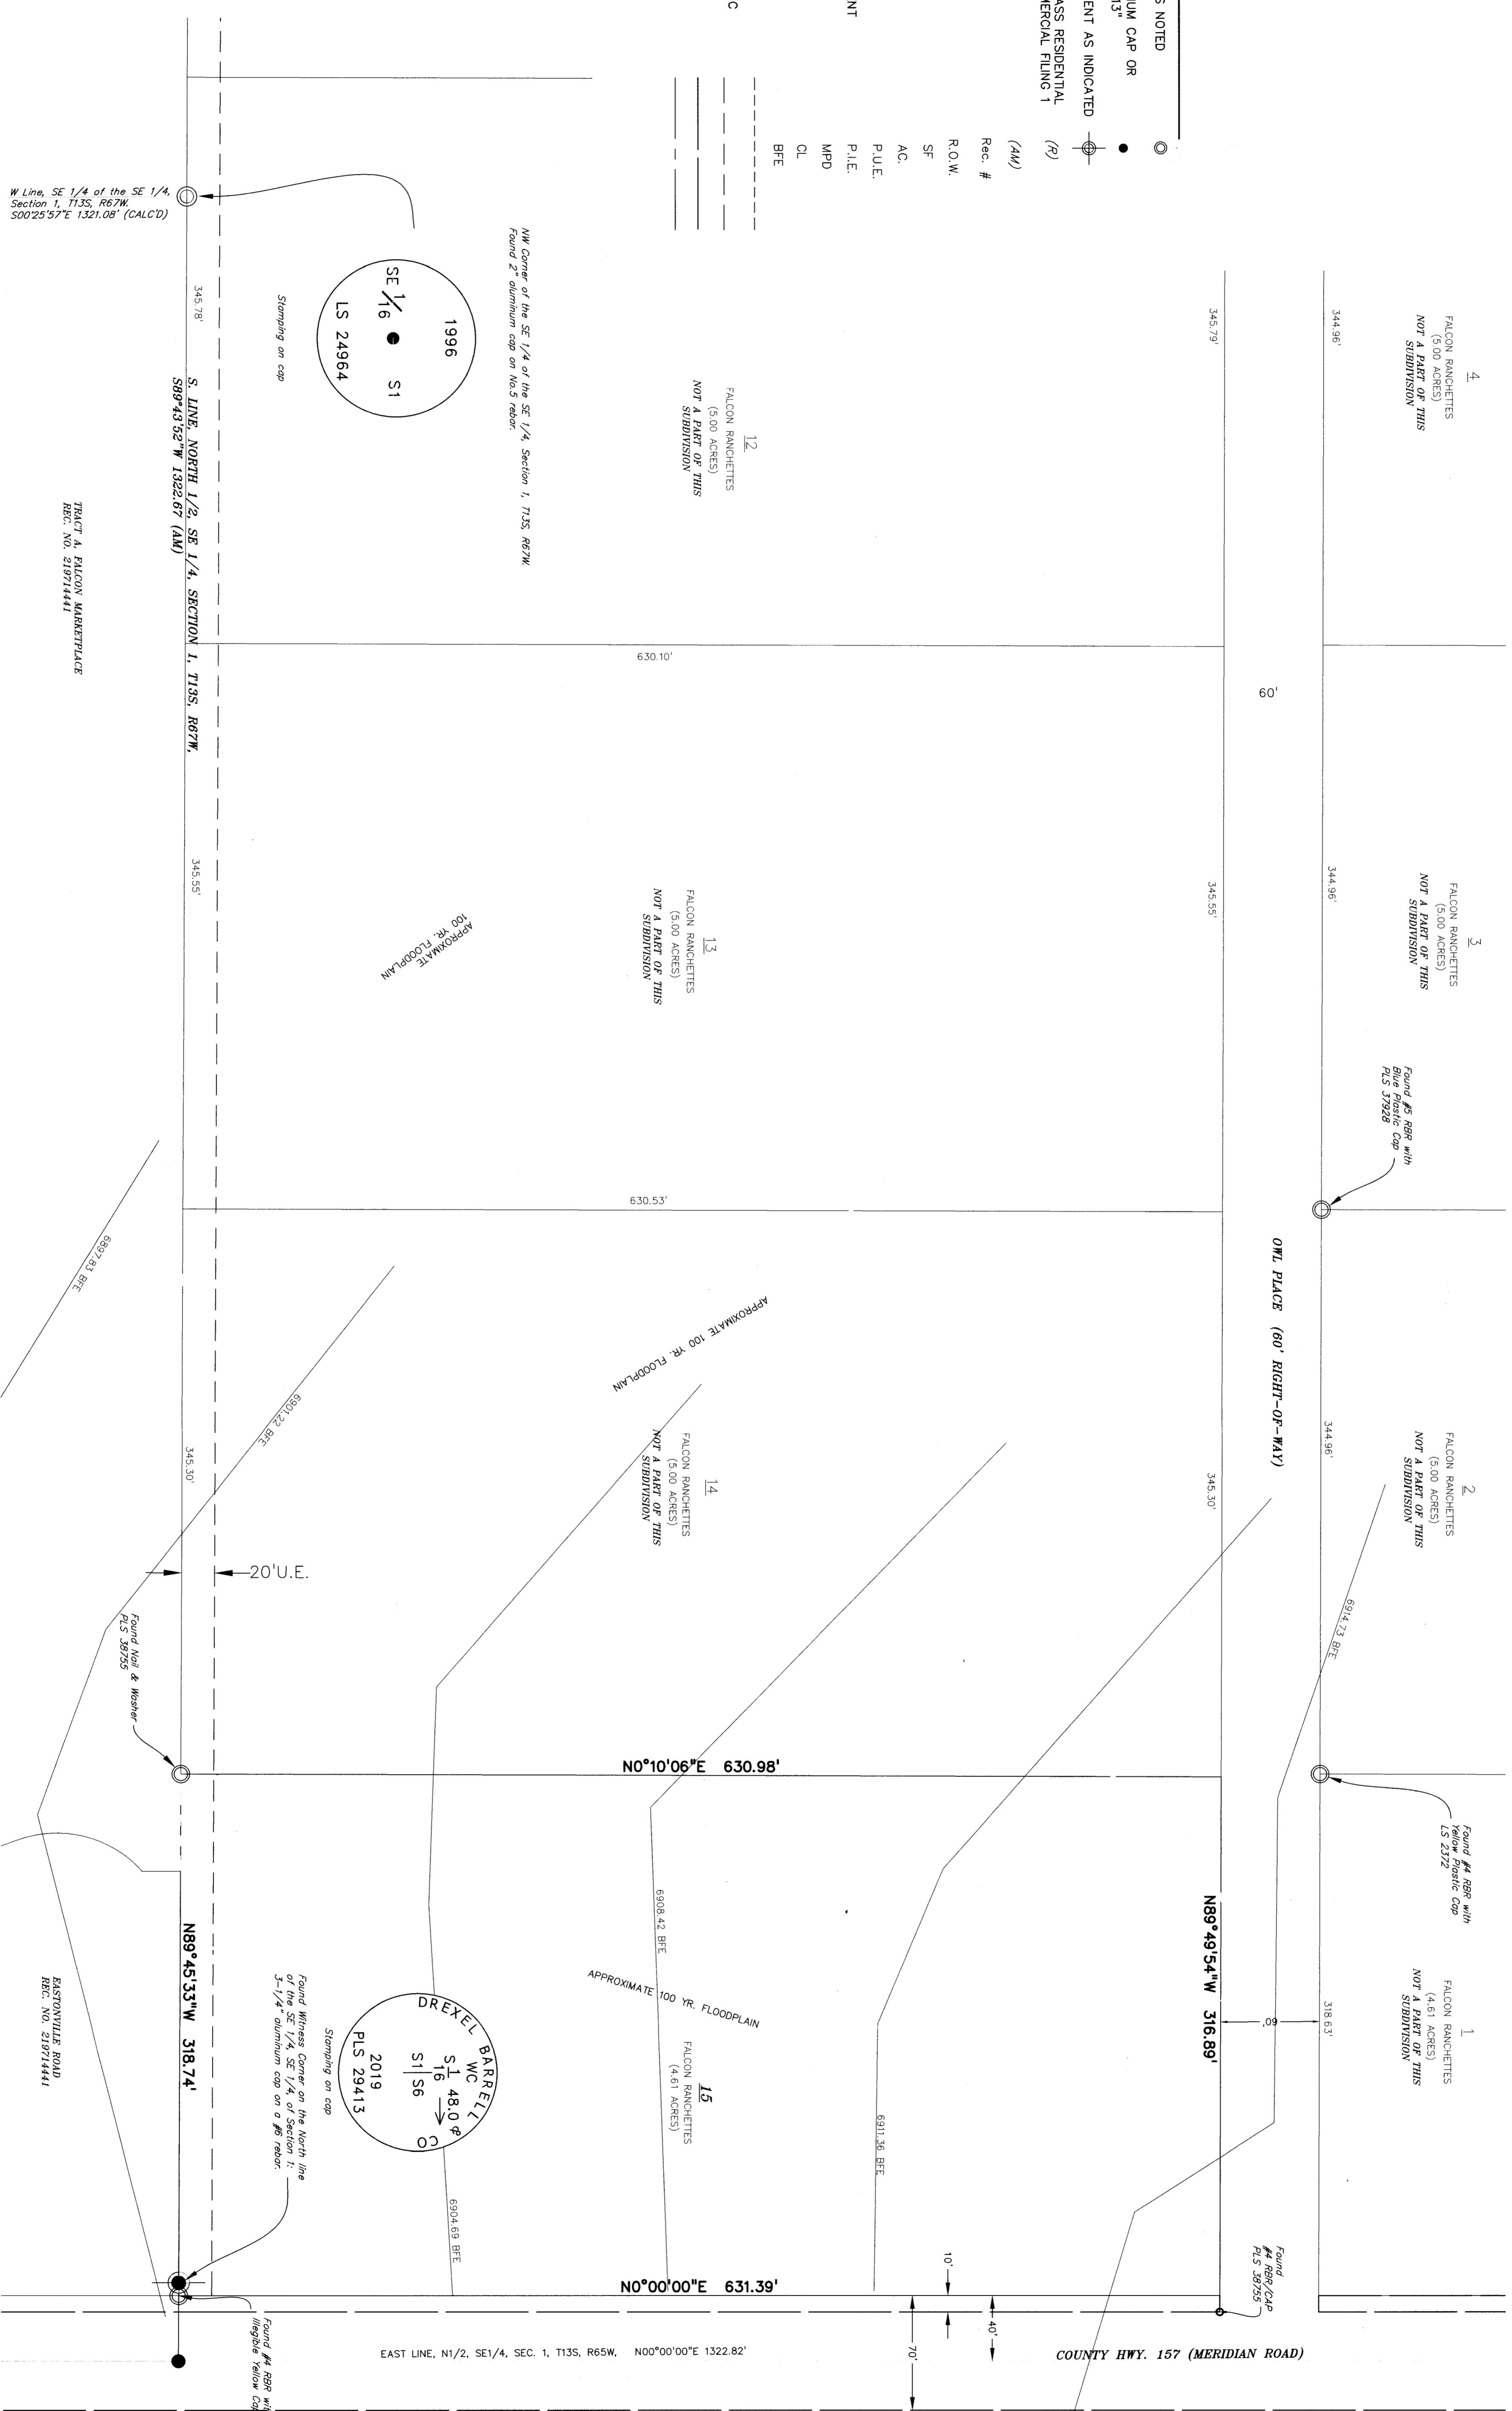 S NOTED
UM CAP OR
13"
ENT AS INDICATED
ASS RESIDENTIAL
MERCIAL FILING 1
(R)
(AM)
Rec. #
R.O.W.
SF
AC.
P.U.E.
P.I.E.
MPD
CL
BFE
NT
C
4
FALCON RANCHETTES
(5.00 ACRES)
NOT A PART OF THIS
SUBDIVISION
3
FALCON RANCHETTES
(5.00 ACRES)
NOT A PART OF THIS
SUBDIVISION
2
FALCON RANCHETTES
(5.00 ACRES)
NOT A PART OF THIS
SUBDIVISION
1
FALCON RANCHETTES
(4.61 ACRES)
NOT A PART OF THIS
SUBDIVISION
Found #5 RBR with
Blue Plastic Cap
PLS 37928
Found #4 RBR with
Yellow Plastic Cap
LS 2372
344.96'
344.96'
344.96'
318.63'
6914.73 BFE
60'
OWL PLACE (60' RIGHT-OF-WAY)
60'
Found
#4 RBR/CAP
PLS 38755
345.79'
345.55'
345.30'
N89°49'54"W 316.89'
12
FALCON RANCHETTES
(5.00 ACRES)
NOT A PART OF THIS
SUBDIVISION
630.10'
13
FALCON RANCHETTES
(5.00 ACRES)
NOT A PART OF THIS
SUBDIVISION
630.53'
14
FALCON RANCHETTES
(5.00 ACRES)
NOT A PART OF THIS
SUBDIVISION
N0°10'06"E 630.98'
15
FALCON RANCHETTES
(4.61 ACRES)
APPROXIMATE
100 YR. FLOODPLAIN
APPROXIMATE 100 YR. FLOODPLAIN
APPROXIMATE 100 YR. FLOODPLAIN
6911.36 BFE
6908.42 BFE
6904.69 BFE
6901.22 BFE
6897.83 BFE
N0°00'00"E 631.39'
10'
40'
70'
COUNTY HWY. 157 (MERIDIAN ROAD)
EAST LINE, N1/2, SE1/4, SEC. 1, T13S, R65W, N00°00'00"E 1322.82'
NW Corner of the SE 1/4 of the SE 1/4, Section 1, T13S, R67W.
Found 2" aluminum cap on No.5 rebar.
1996
SE 1/16 S1
LS 24964
Stamping on cap
W Line, SE 1/4 of the SE 1/4,
Section 1, T13S, R67W.
S00°25'57"E 1321.08' (CALC'D)
DREXEL BARRELL & CO
WC
S 1/16 48.0
S1 S6
2019
PLS 29413
Stamping on cap
Found Witness Corner on the North line
of the SE 1/4, SE 1/4, of Section 1:
3-1/4" aluminum cap on a #6 rebar.
20'U.E.
345.78'
345.55'
345.30'
N89°45'33"W 318.74'
S. LINE, NORTH 1/2, SE 1/4, SECTION 1, T13S, R67W,
S89°43'52"W 1322.67 (AM)
Found Nail & Washer
PLS 38755
Found #4 RBR wit
Illegible Yellow Cap
TRACT A, FALCON MARKETPLACE
REC. NO. 219714441
EASTONVILLE ROAD
REC. NO. 219714441